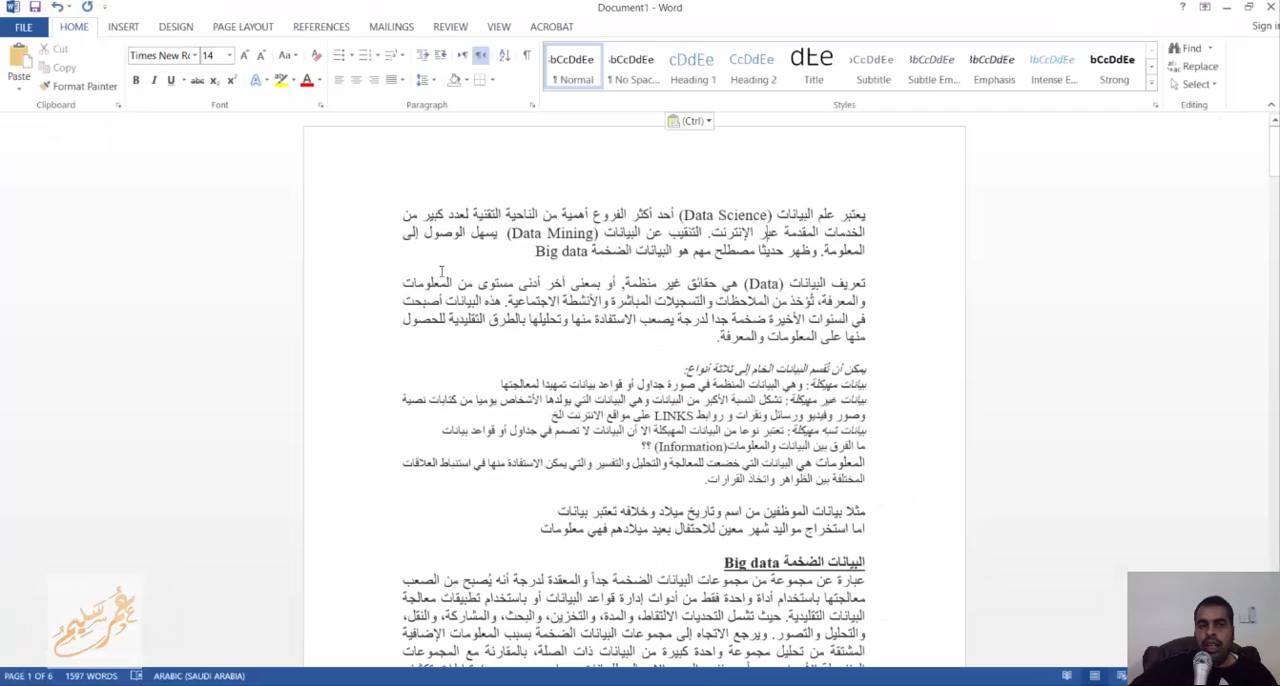 Document1 - Word
FILE HOME INSERT DESIGN PAGE LAYOUT REFERENCES MAILINGS REVIEW VIEW ACROBAT Sign in
Paste Cut
Copy
Format Painter
Times New R 14
¶ Normal ¶ No Spac... Heading 1 Heading 2 Title Subtitle Subtle Em... Emphasis Intense E... Strong
Find
Replace
Select
Clipboard Font Paragraph Styles Editing
(Ctrl)
يعتبر علم البيانات (Data Science) أحد أكثر الفروع أهمية من الناحية التقنية لعدد كبير من
الخدمات المقدمة عبر الإنترنت. التنقيب عن البيانات (Data Mining) يسهل الوصول إلى
المعلومة. وظهر حديثًا مصطلح مهم هو البيانات الضخمة Big data
تعريف البيانات (Data) هي حقائق غير منظمة, أو بمعنى آخر أدنى مستوى من المعلومات
والمعرفة، تُؤخذ من الملاحظات والتسجيلات المباشرة والأنشطة الاجتماعية. هذه البيانات أصبحت
في السنوات الأخيرة ضخمة جدا لدرجة يصعب الاستفادة منها وتحليلها بالطرق التقليدية للحصول
منها على المعلومات والمعرفة.
يمكن أن تُقسم البيانات الخام إلى ثلاثة أنواع:
بيانات مهيكلة: وهي البيانات المنظمة في صورة جداول أو قواعد بيانات تمهيدا لمعالجتها
بيانات غير مهيكلة: تشكل النسبة الأكبر من البيانات وهي البيانات التي يولدها الأشخاص يوميا من كتابات نصية
وصور وفيديو ورسائل ونقرات و روابط LINKS على مواقع الانترنت الخ
بيانات شبه مهيكلة: تعتبر نوعا من البيانات المهيكلة الا أن البيانات لا تصمم في جداول أو قواعد بيانات
ما الفرق بين البيانات والمعلومات(Information) ؟؟
المعلومات هي البيانات التي خضعت للمعالجة والتحليل والتفسير والتي يمكن الاستفادة منها في استنباط العلاقات
المختلفة بين الظواهر واتخاذ القرارات.
مثلا بيانات الموظفين من اسم وتاريخ ميلاد وخلافه تعتبر بيانات
اما استخراج مواليد شهر معين للاحتفال بعيد ميلادهم فهي معلومات
البيانات الضخمة Big data
عبارة عن مجموعة من مجموعات البيانات الضخمة جداً والمعقدة لدرجة أنه يُصبح من الصعب
معالجتها باستخدام أداة واحدة فقط من أدوات إدارة قواعد البيانات أو باستخدام تطبيقات معالجة
البيانات التقليدية. حيث تشمل التحديات الالتقاط، والمدة، والتخزين، والبحث، والمشاركة، والنقل،
والتحليل والتصور. ويرجع الاتجاه إلى مجموعات البيانات الضخمة بسبب المعلومات الإضافية
المشتقة من تحليل مجموعة واحدة كبيرة من البيانات ذات الصلة، بالمقارنة مع المجموعات
عمر سليم
PAGE 1 OF 6 1597 WORDS ARABIC (SAUDI ARABIA)